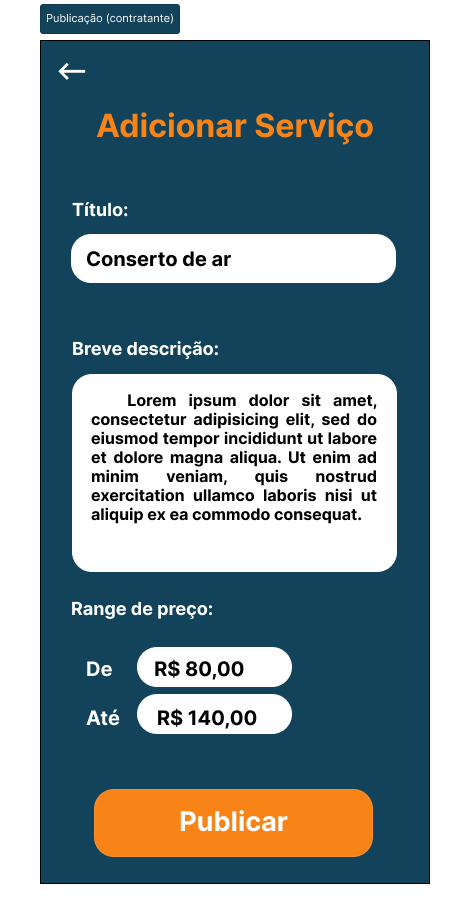 Publicação (contratante)
Adicionar Serviço
Título:
Conserto de ar
Breve descrição:
Lorem ipsum dolor sit amet,
consectetur adipisicing elit, sed do
eiusmod tempor incididunt ut labore
et dolore magna aliqua. Ut enim ad
minim veniam, quis nostrud
exercitation ullamco laboris nisi ut
aliquip ex ea commodo consequat.
Range de preço:
De R$ 80,00
Até R$ 140,00
Publicar